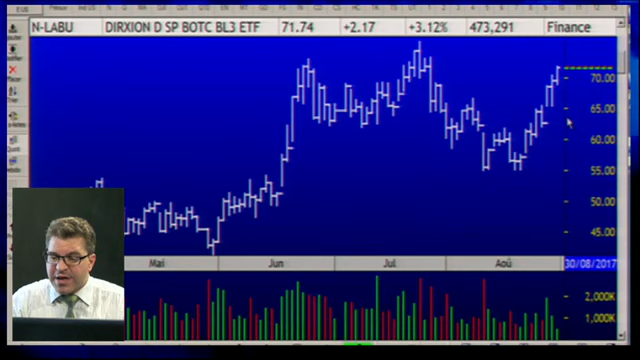 N-LABU DIRXION D SP BOTC BL3 ETF 71.74 +2.17 +3.12% 473,291 Finance
70.00
65.00
60.00
55.00
50.00
45.00
Mai Jun Jul Aoû 30/08/2017
2,000K
1,000K